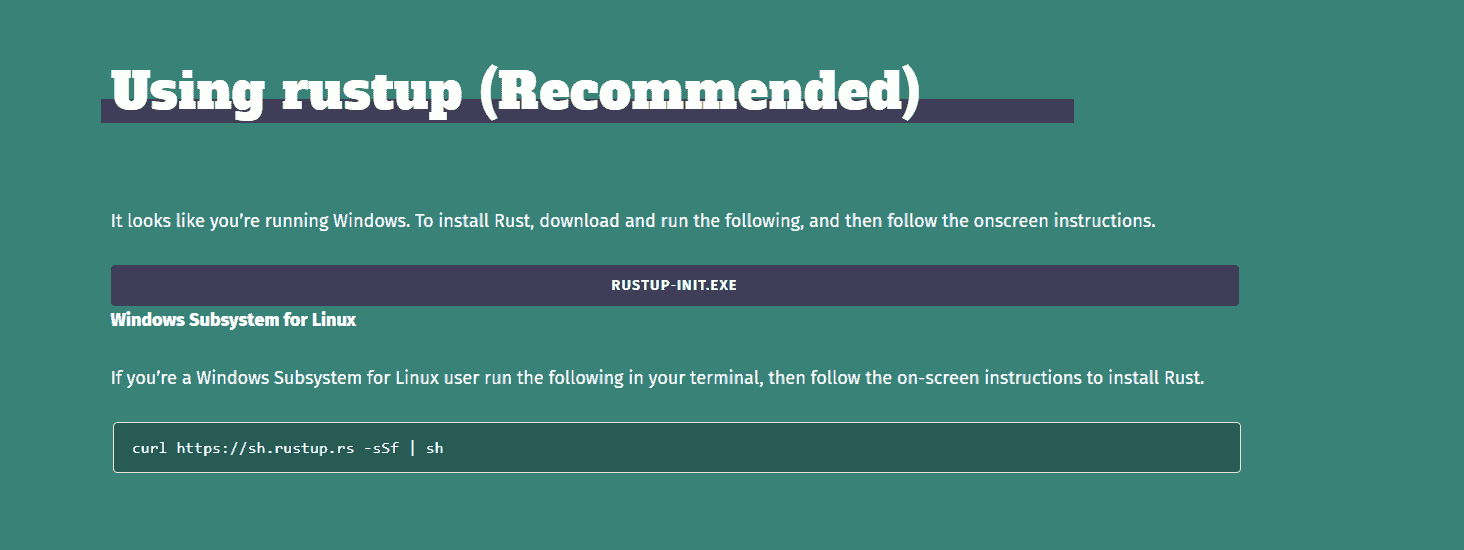 Using rustup (Recommended)
It looks like you’re running Windows. To install Rust, download and run the following, and then follow the onscreen instructions.
RUSTUP-INIT.EXE
Windows Subsystem for Linux
If you’re a Windows Subsystem for Linux user run the following in your terminal, then follow the on-screen instructions to install Rust.
curl https://sh.rustup.rs -sSf | sh